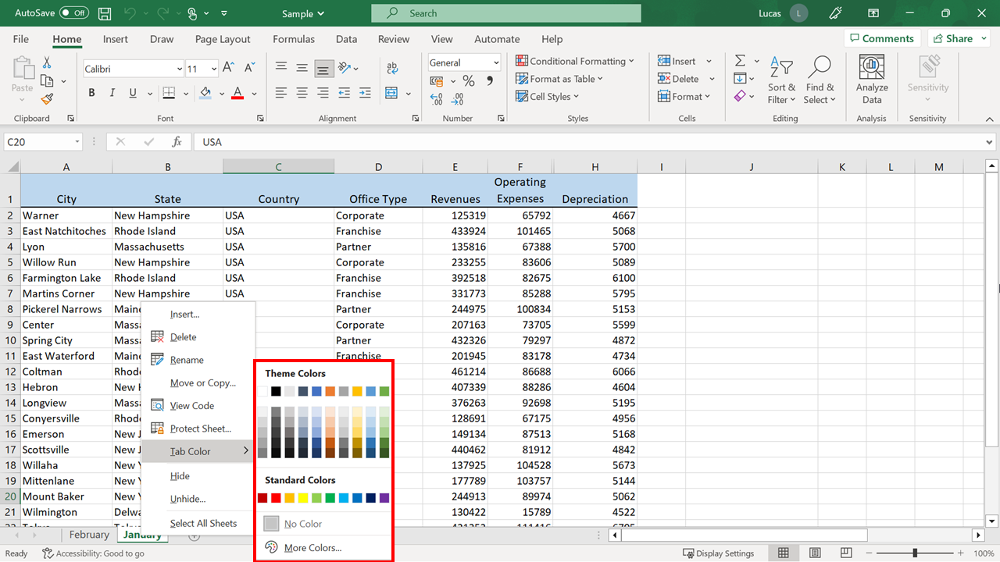 AutoSave Off Sample Search Lucas L
File Home Insert Draw Page Layout Formulas Data Review View Automate Help Comments Share
Paste
Calibri 11
B I U A
ab
General
% 9
Conditional Formatting
Format as Table
Cell Styles
Insert
Delete
Format
Sort & Filter
Find & Select
Analyze Data
Sensitivity
Clipboard Font Alignment Number Styles Cells Editing Analysis Sensitivity
C20 fx USA
A B C D E F H I J K L M
Operating
1 City State Country Office Type Revenues Expenses Depreciation
2 Warner New Hampshire USA Corporate 125319 65792 4667
3 East Natchitoches Rhode Island USA Franchise 433924 101465 5068
4 Lyon Massachusetts USA Partner 135816 67388 5700
5 Willow Run New Hampshire USA Corporate 233255 83606 5089
6 Farmington Lake Rhode Island USA Franchise 392518 82675 6100
7 Martins Corner New Hampshire USA Franchise 331773 85288 5795
8 Pickerel Narrows Maine Partner 244975 100834 5153
9 Center Massa Corporate 207163 73705 5599
10 Spring City Massa Partner 432326 79297 4872
11 East Waterford Maine Franchise 201945 83178 4734
12 Coltman Rhode 461214 86688 6066
13 Hebron New H 407339 88286 4604
14 Longview Massa 376263 92698 5195
15 Conyersville Rhode 128691 67175 4956
16 Emerson New J 149134 87513 5168
17 Scottsville New J 440462 81912 4842
18 Willaha New Y 137925 104528 5673
19 Mittenlane New Y 177789 103757 5144
20 Mount Baker New Y 244913 89974 5062
21 Wilmington Delwa 130422 15789 4522
Insert...
Delete
Rename
Move or Copy...
View Code
Protect Sheet...
Tab Color
Hide
Unhide...
Select All Sheets
Theme Colors
Standard Colors
No Color
More Colors...
February January
Ready Accessibility: Good to go Display Settings 100%